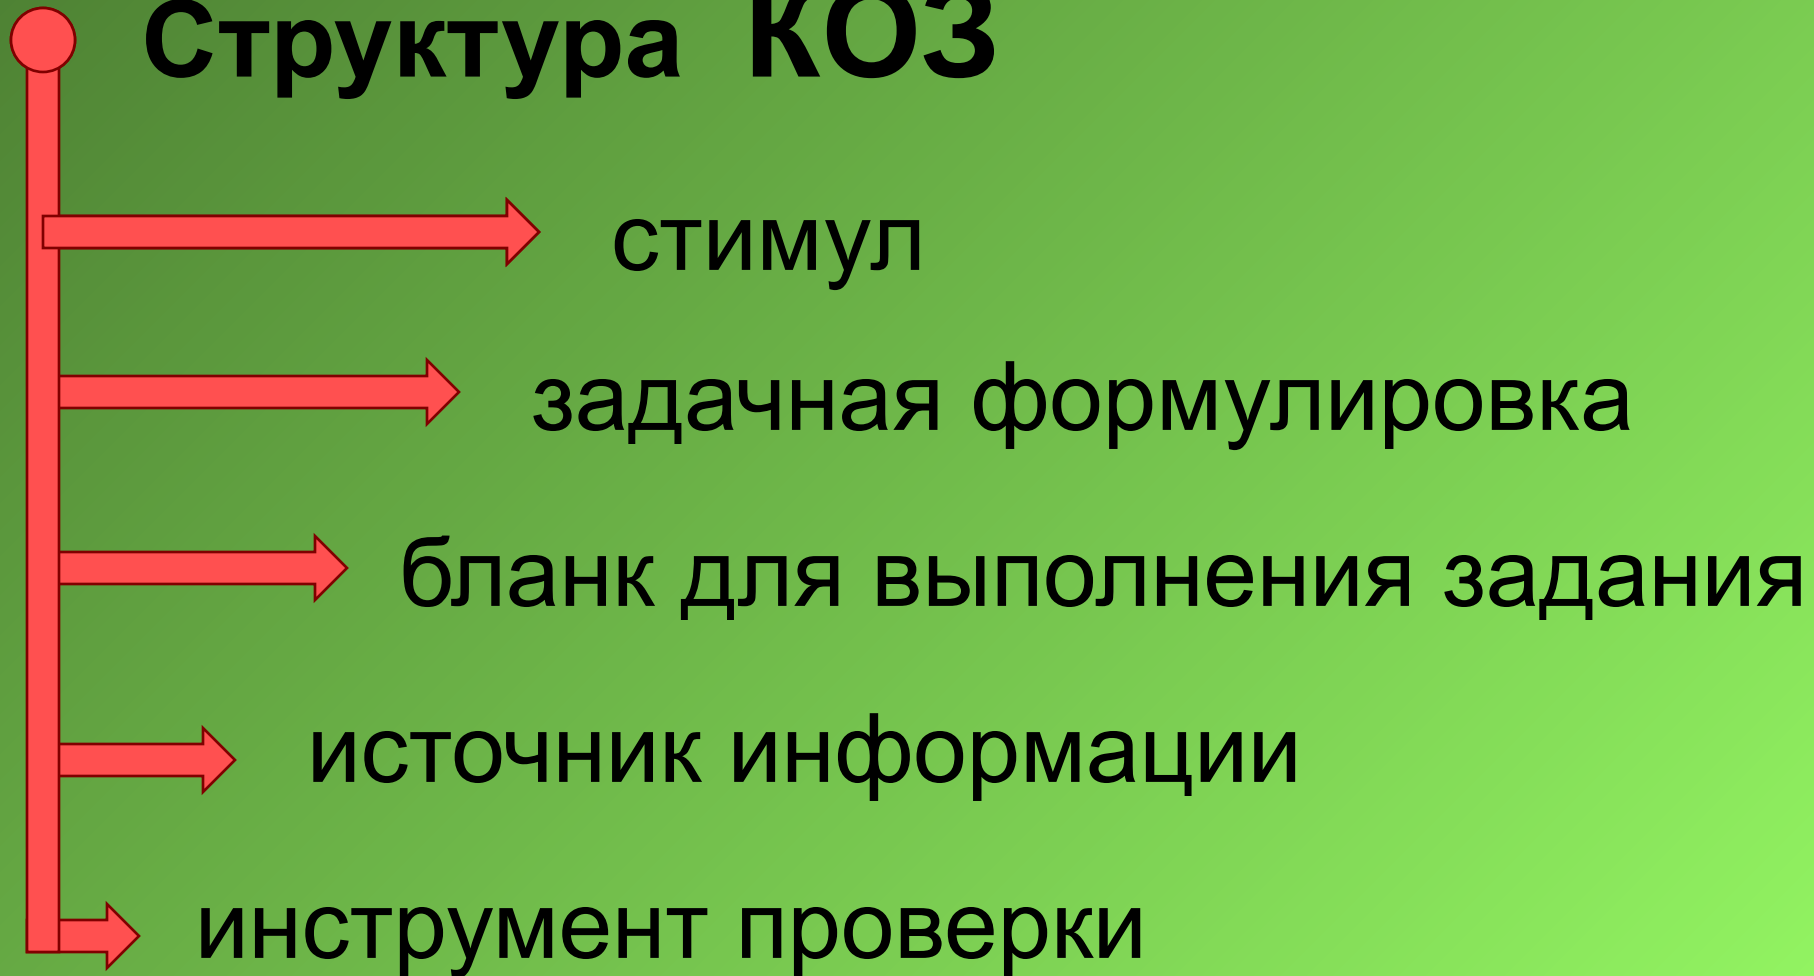 Структура КОЗ
стимул
задачная формулировка
бланк для выполнения задания
источник информации
инструмент проверки